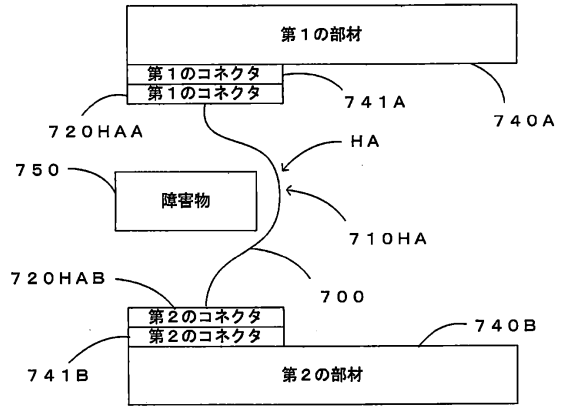 第1の部材
第1のコネクタ
第1のコネクタ
741A
740A
720HAA
HA
750
障害物
710HA
720HAB
700
第2のコネクタ
740B
第2のコネクタ
741B
第2の部材